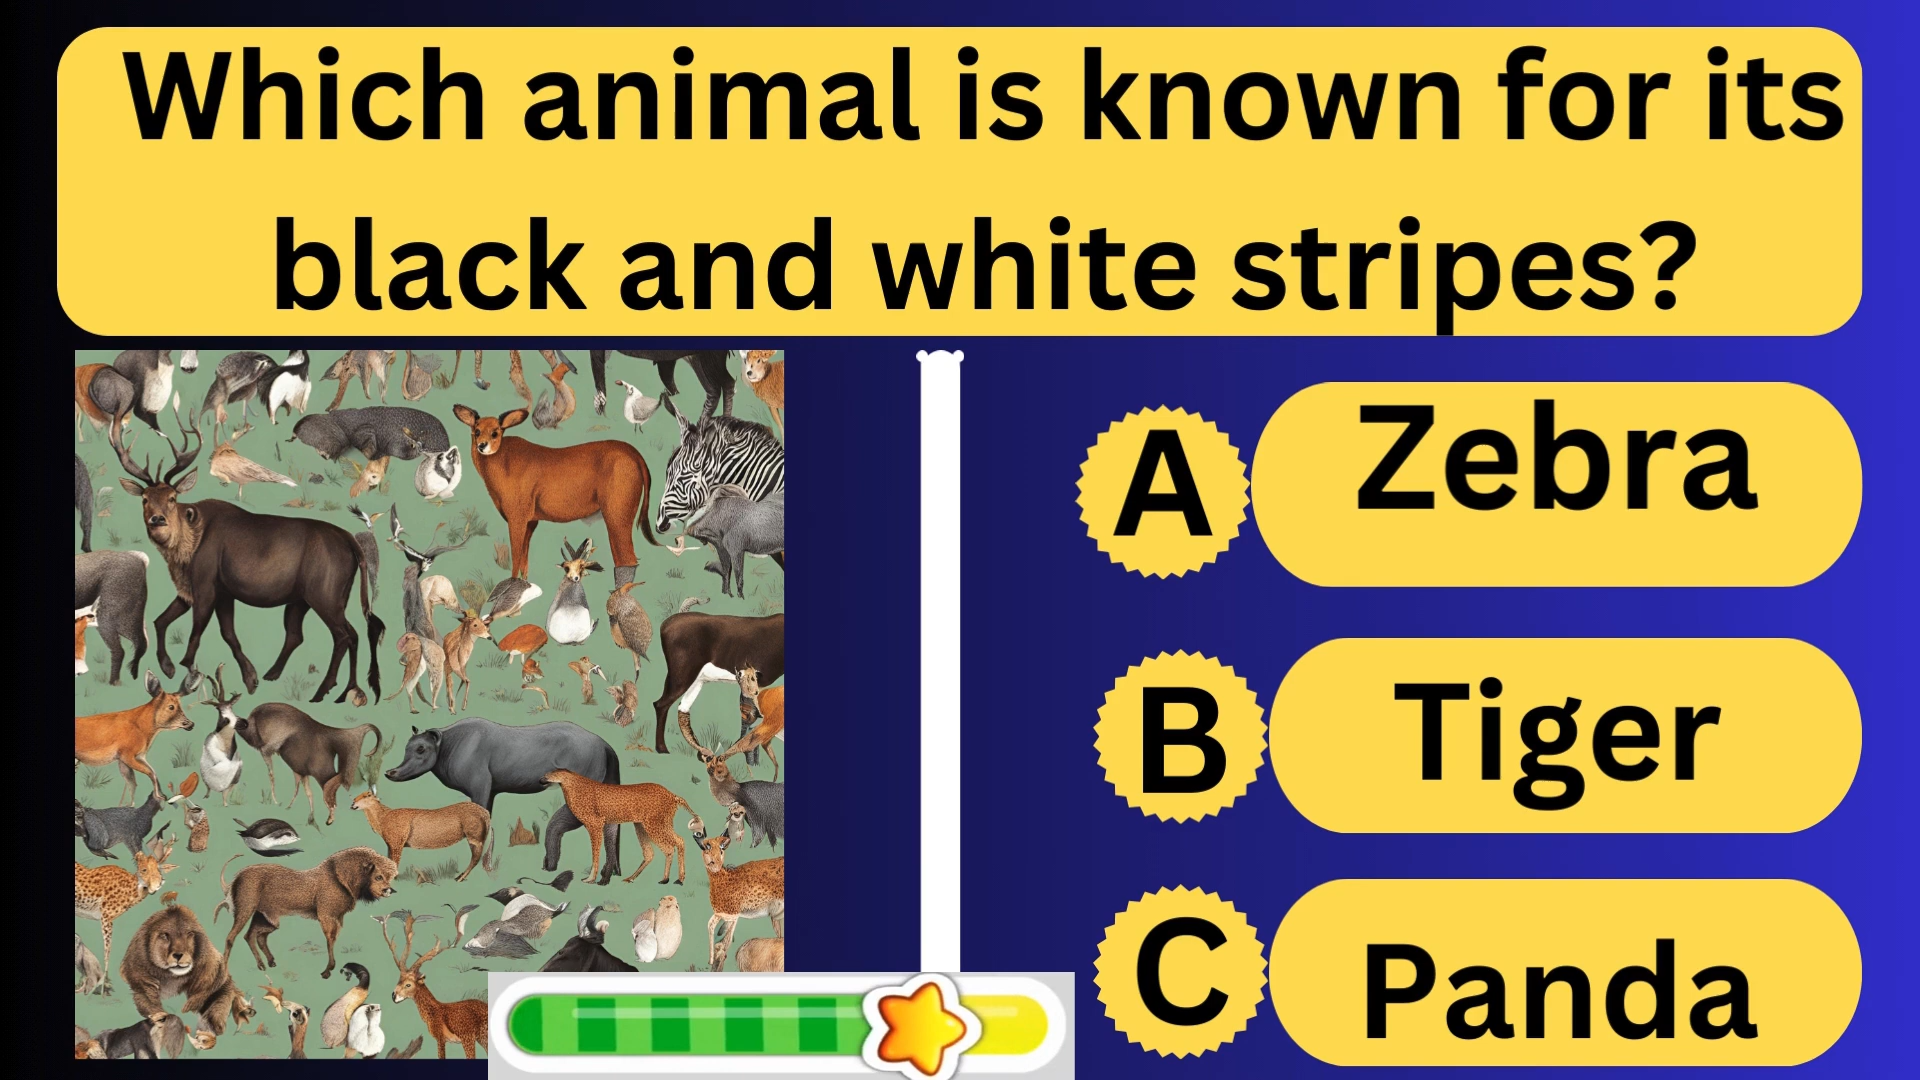 Which animal is known for its
black and white stripes?
A Zebra
B Tiger
C Panda